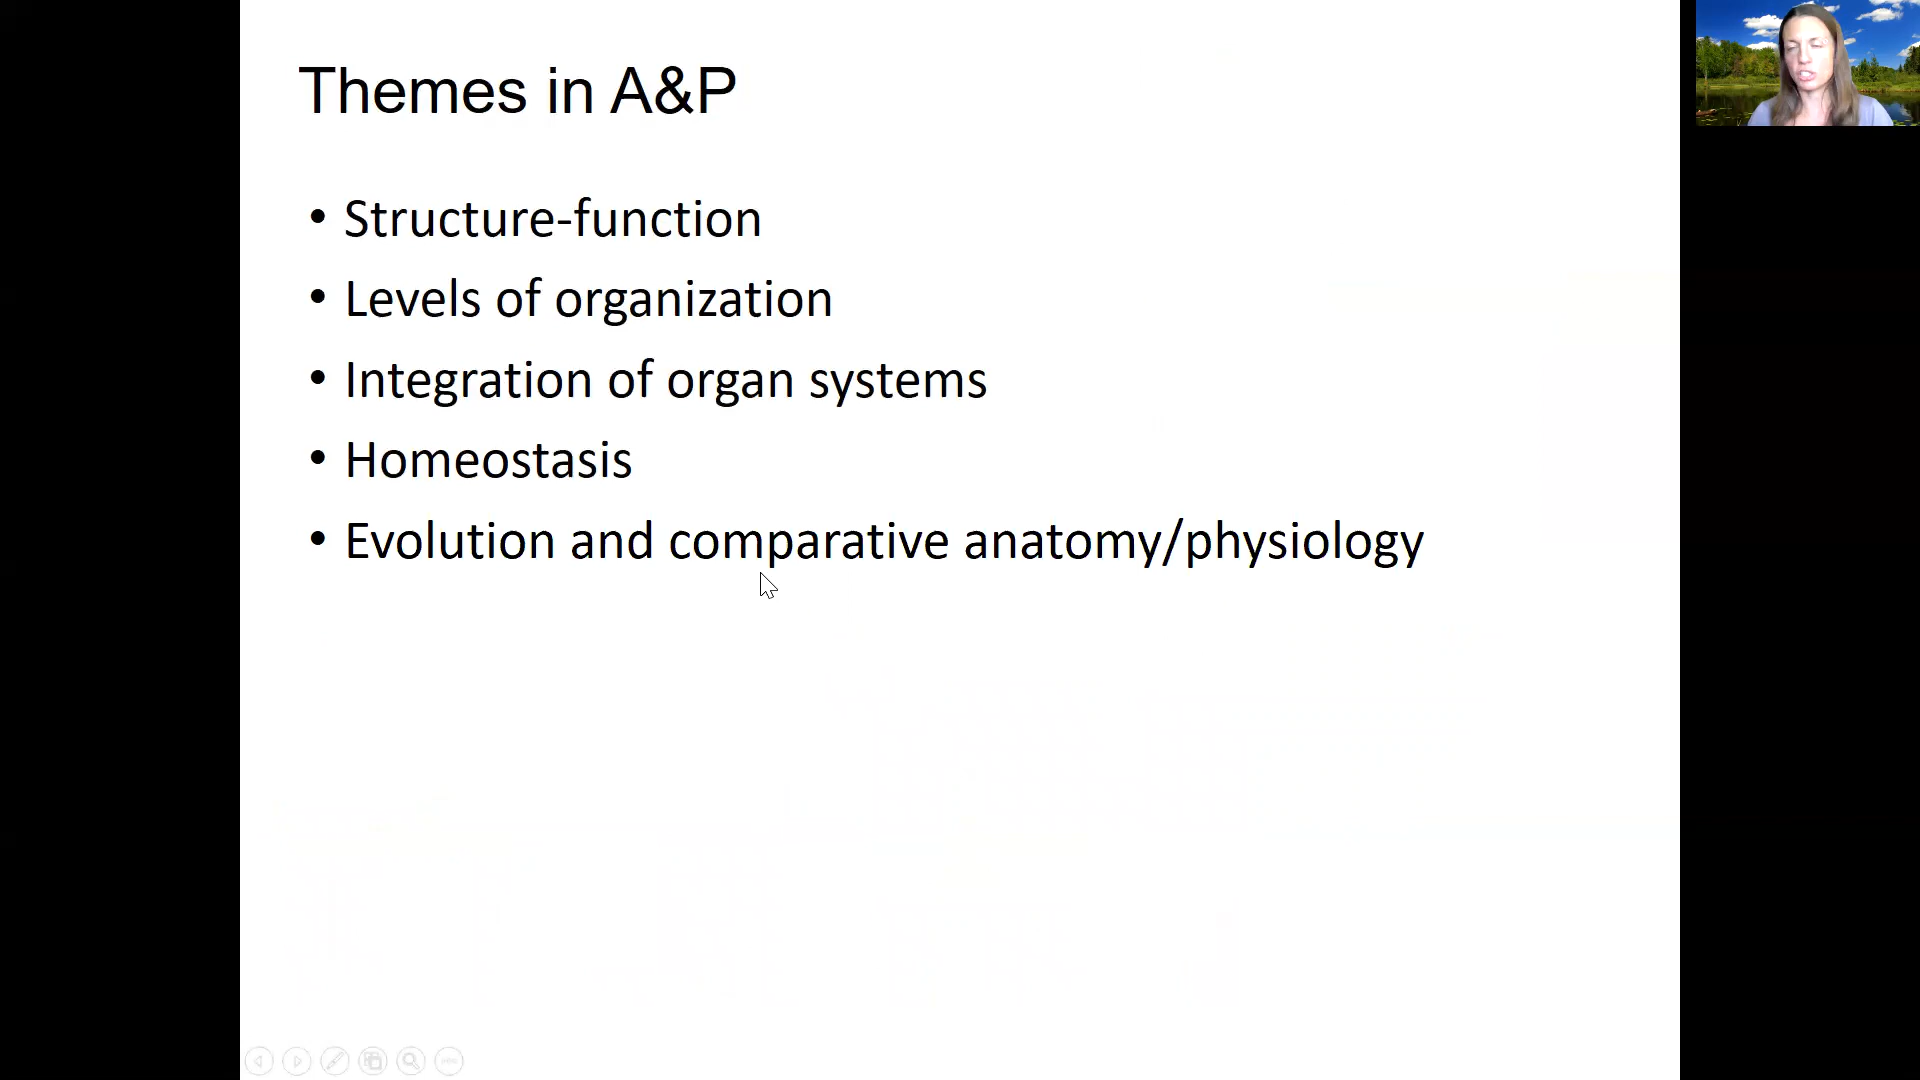 Themes in A&P
• Structure-function
• Levels of organization
• Integration of organ systems
• Homeostasis
• Evolution and comparative anatomy/physiology